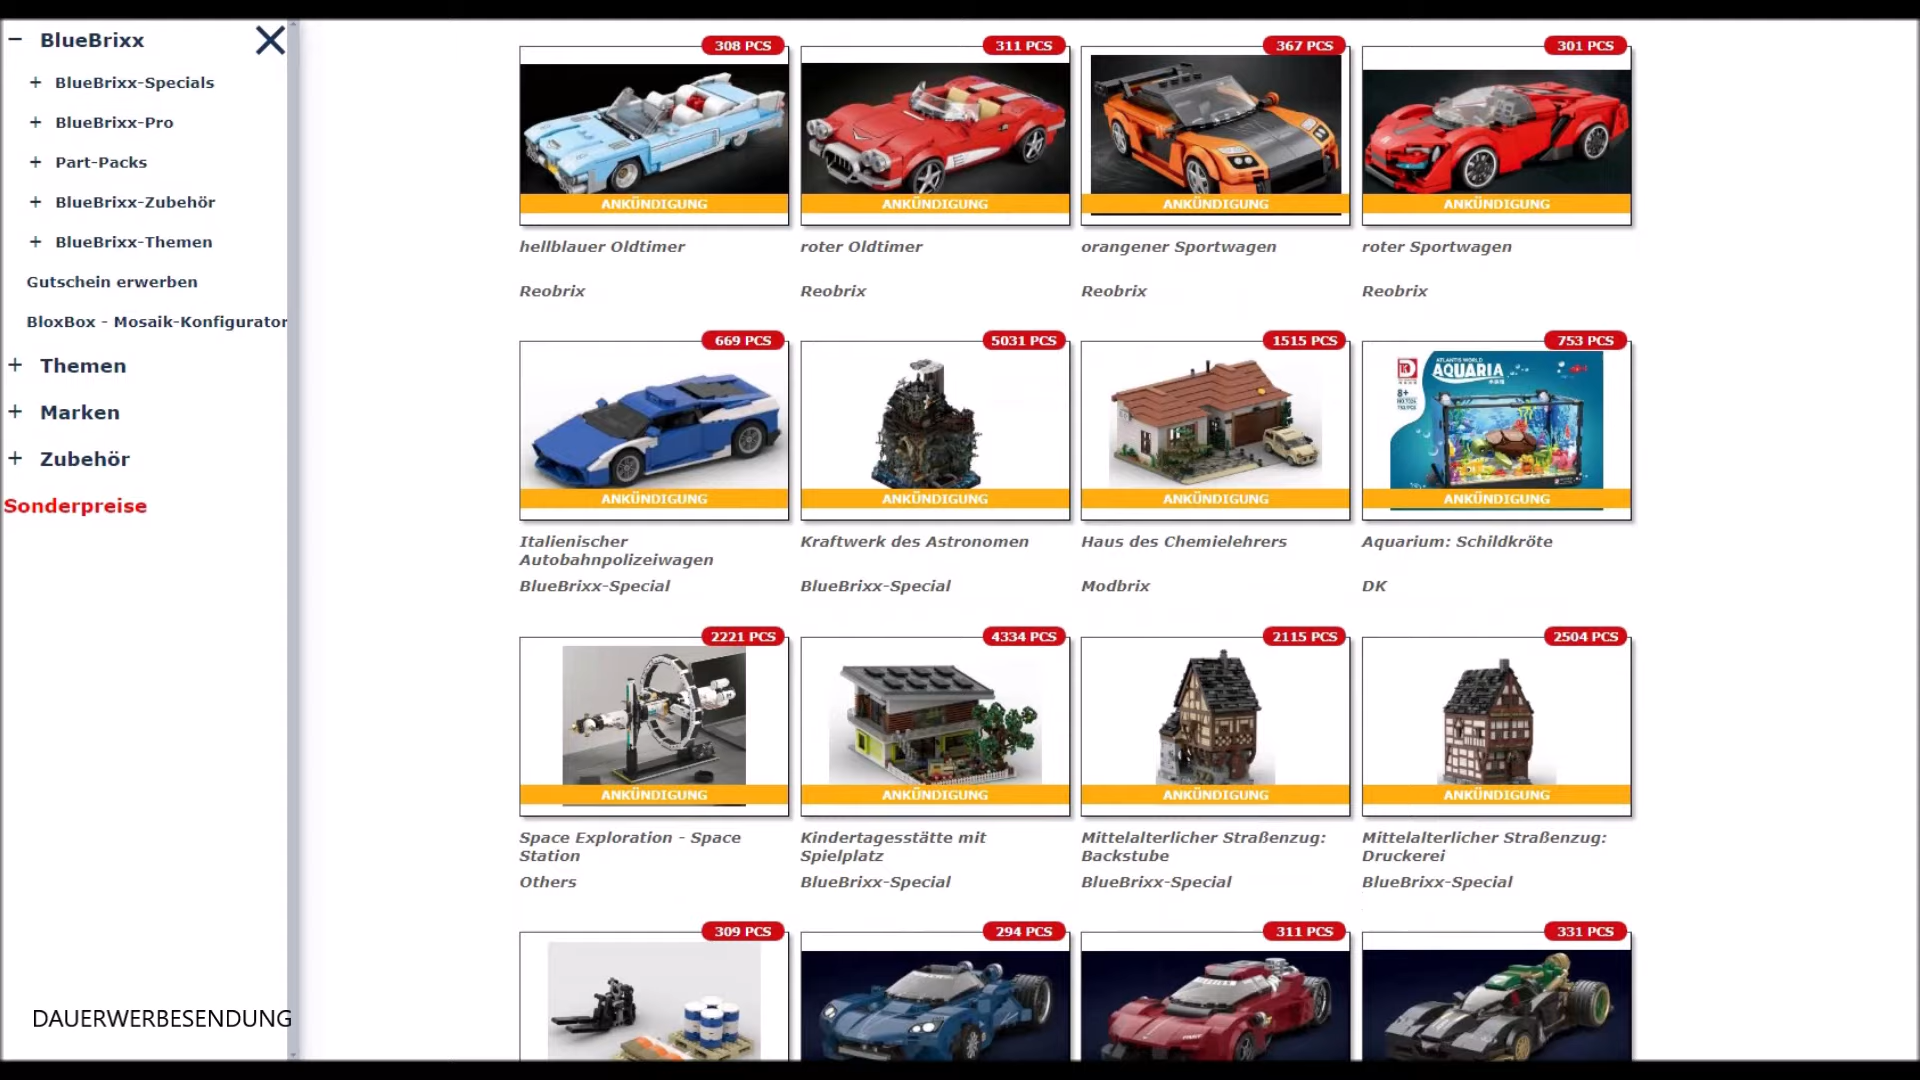 BlueBrixx
BlueBrixx-Specials
BlueBrixx-Pro
Part-Packs
BlueBrixx-Zubehör
BlueBrixx-Themen
Gutschein erwerben
BloxBox - Mosaik-Konfigurator
Themen
Marken
Zubehör
Sonderpreise
DAUERWERBESENDUNG
308 PCS
311 PCS
367 PCS
301 PCS
ANKÜNDIGUNG
ANKÜNDIGUNG
ANKÜNDIGUNG
ANKÜNDIGUNG
hellblauer Oldtimer
roter Oldtimer
orangener Sportwagen
roter Sportwagen
Reobrix
Reobrix
Reobrix
Reobrix
669 PCS
5031 PCS
1515 PCS
753 PCS
ATLANTIS WORLD
AQUARIA
8+
ANKÜNDIGUNG
ANKÜNDIGUNG
ANKÜNDIGUNG
ANKÜNDIGUNG
Italienischer
Autobahnpolizeiwagen
Kraftwerk des Astronomen
Haus des Chemielehrers
Aquarium: Schildkröte
BlueBrixx-Special
BlueBrixx-Special
Modbrix
DK
2221 PCS
4334 PCS
2115 PCS
2504 PCS
ANKÜNDIGUNG
ANKÜNDIGUNG
ANKÜNDIGUNG
ANKÜNDIGUNG
Space Exploration - Space
Station
Kindertagesstätte mit
Spielplatz
Mittelalterlicher Straßenzug:
Backstube
Mittelalterlicher Straßenzug:
Druckerei
Others
BlueBrixx-Special
BlueBrixx-Special
BlueBrixx-Special
309 PCS
294 PCS
311 PCS
331 PCS